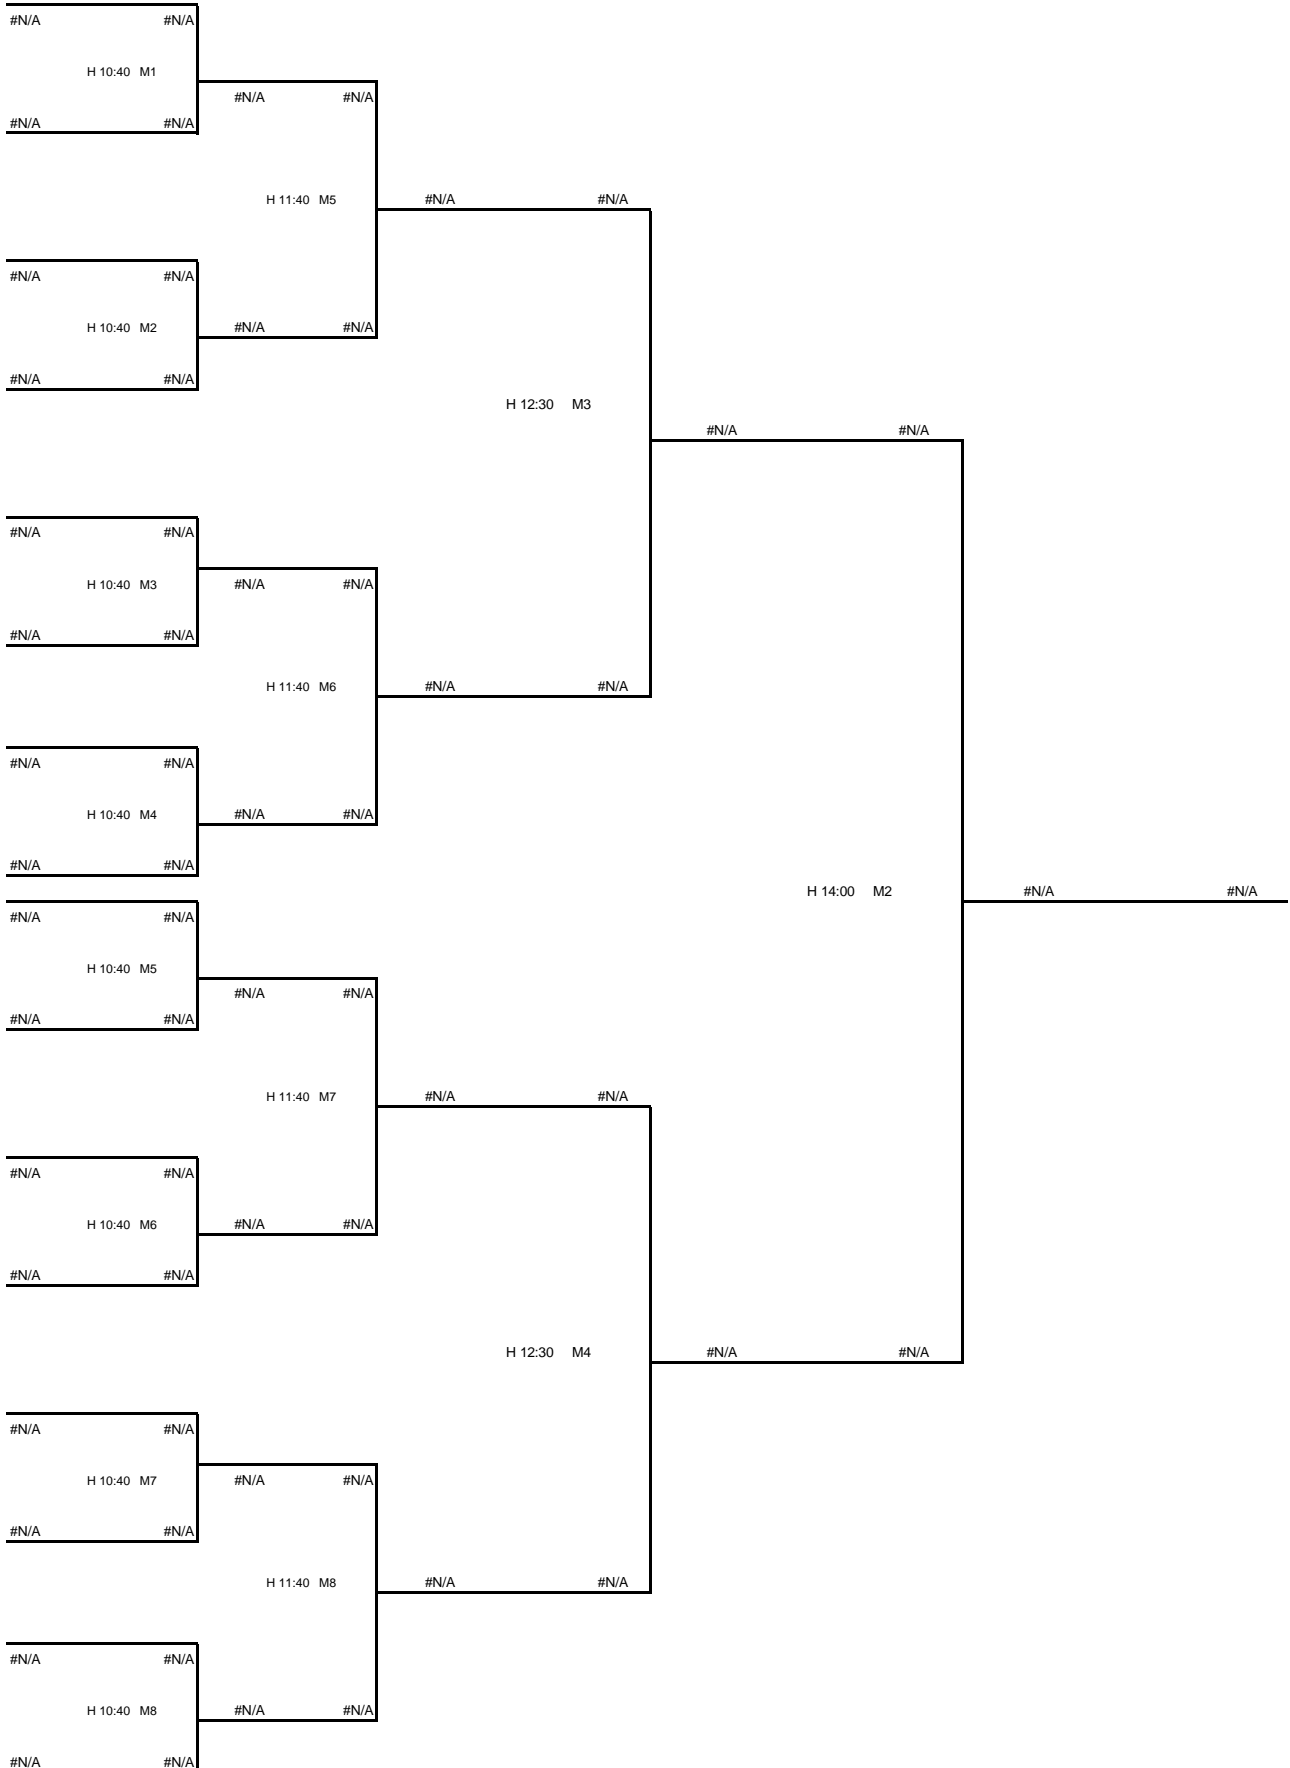 #N/A #N/A
H 10:40 M1
#N/A #N/A
#N/A #N/A
H 11:40 M5 #N/A #N/A
#N/A #N/A
H 10:40 M2 #N/A #N/A
#N/A #N/A
H 12:30 M3
#N/A #N/A
#N/A #N/A
H 10:40 M3 #N/A #N/A
#N/A #N/A
H 11:40 M6 #N/A #N/A
#N/A #N/A
H 10:40 M4 #N/A #N/A
#N/A #N/A
H 14:00 M2 #N/A #N/A
#N/A #N/A
H 10:40 M5
#N/A #N/A
#N/A #N/A
H 11:40 M7 #N/A #N/A
#N/A #N/A
H 10:40 M6 #N/A #N/A
#N/A #N/A
H 12:30 M4 #N/A #N/A
#N/A #N/A
H 10:40 M7 #N/A #N/A
#N/A #N/A
H 11:40 M8 #N/A #N/A
#N/A #N/A
H 10:40 M8 #N/A #N/A
#N/A #N/A